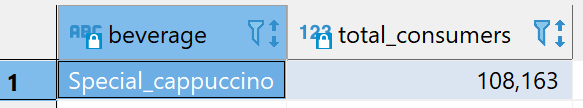 ABC beverage 123 total_consumers
1 Special_cappuccino 108,163